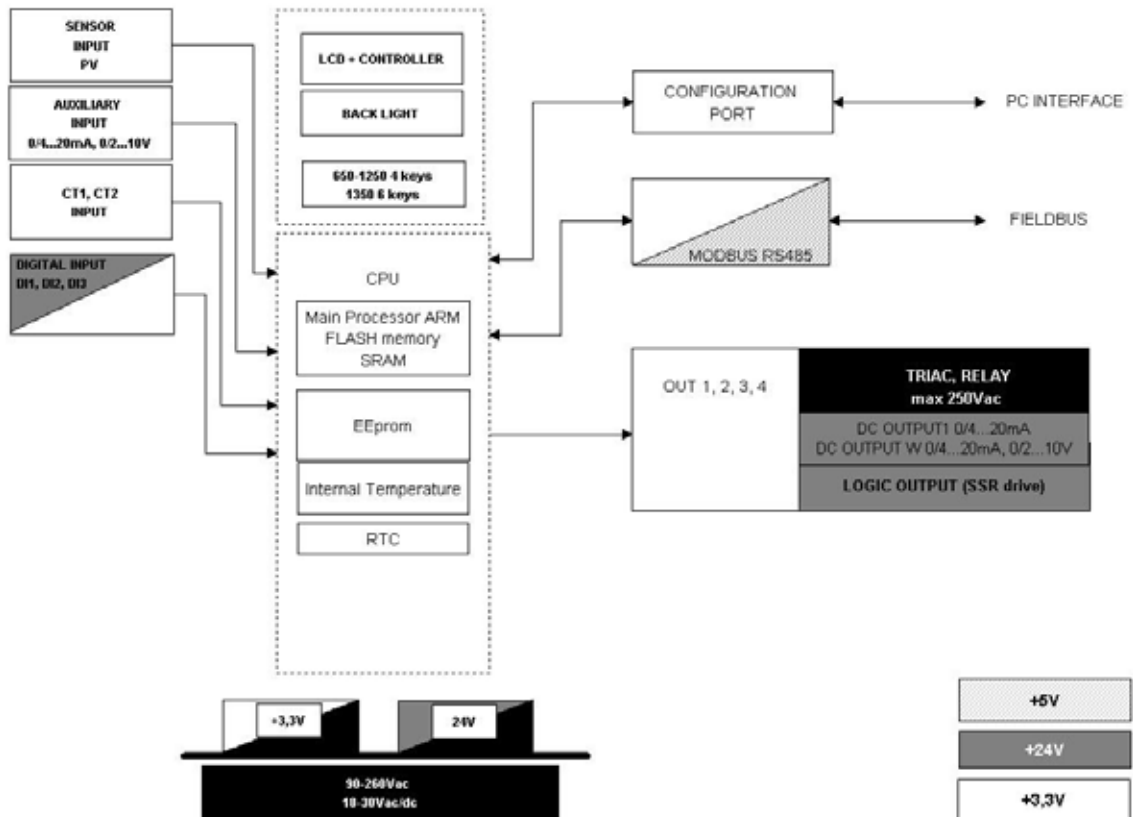 SENSOR
INPUT
PV
AUXILIARY
INPUT
0/4...20mA, 0/2...10V
CT1, CT2
INPUT
DIGITAL INPUT
DI1, DI2, DI3
LCD + CONTROLLER
BACK LIGHT
650-1250 4 keys
1350 6 keys
CPU
Main Processor ARM
FLASH memory
SRAM
EEprom
Internal Temperature
RTC
CONFIGURATION
PORT
PC INTERFACE
MODBUS RS485
FIELDBUS
OUT 1, 2, 3, 4
TRIAC, RELAY
max 250Vac
DC OUTPUT1 0/4...20mA
DC OUTPUT W 0/4...20mA, 0/2...10V
LOGIC OUTPUT (SSR drive)
+3,3V
24V
90-260Vac
18-30Vac/dc
+5V
+24V
+3,3V